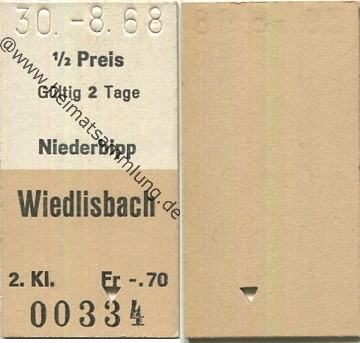 30. -8. 68
½ Preis
Gültig 2 Tage
Niederbipp
Wiedlisbach
2. Kl. Fr -.70
00334
@www.heimatsammlung.de